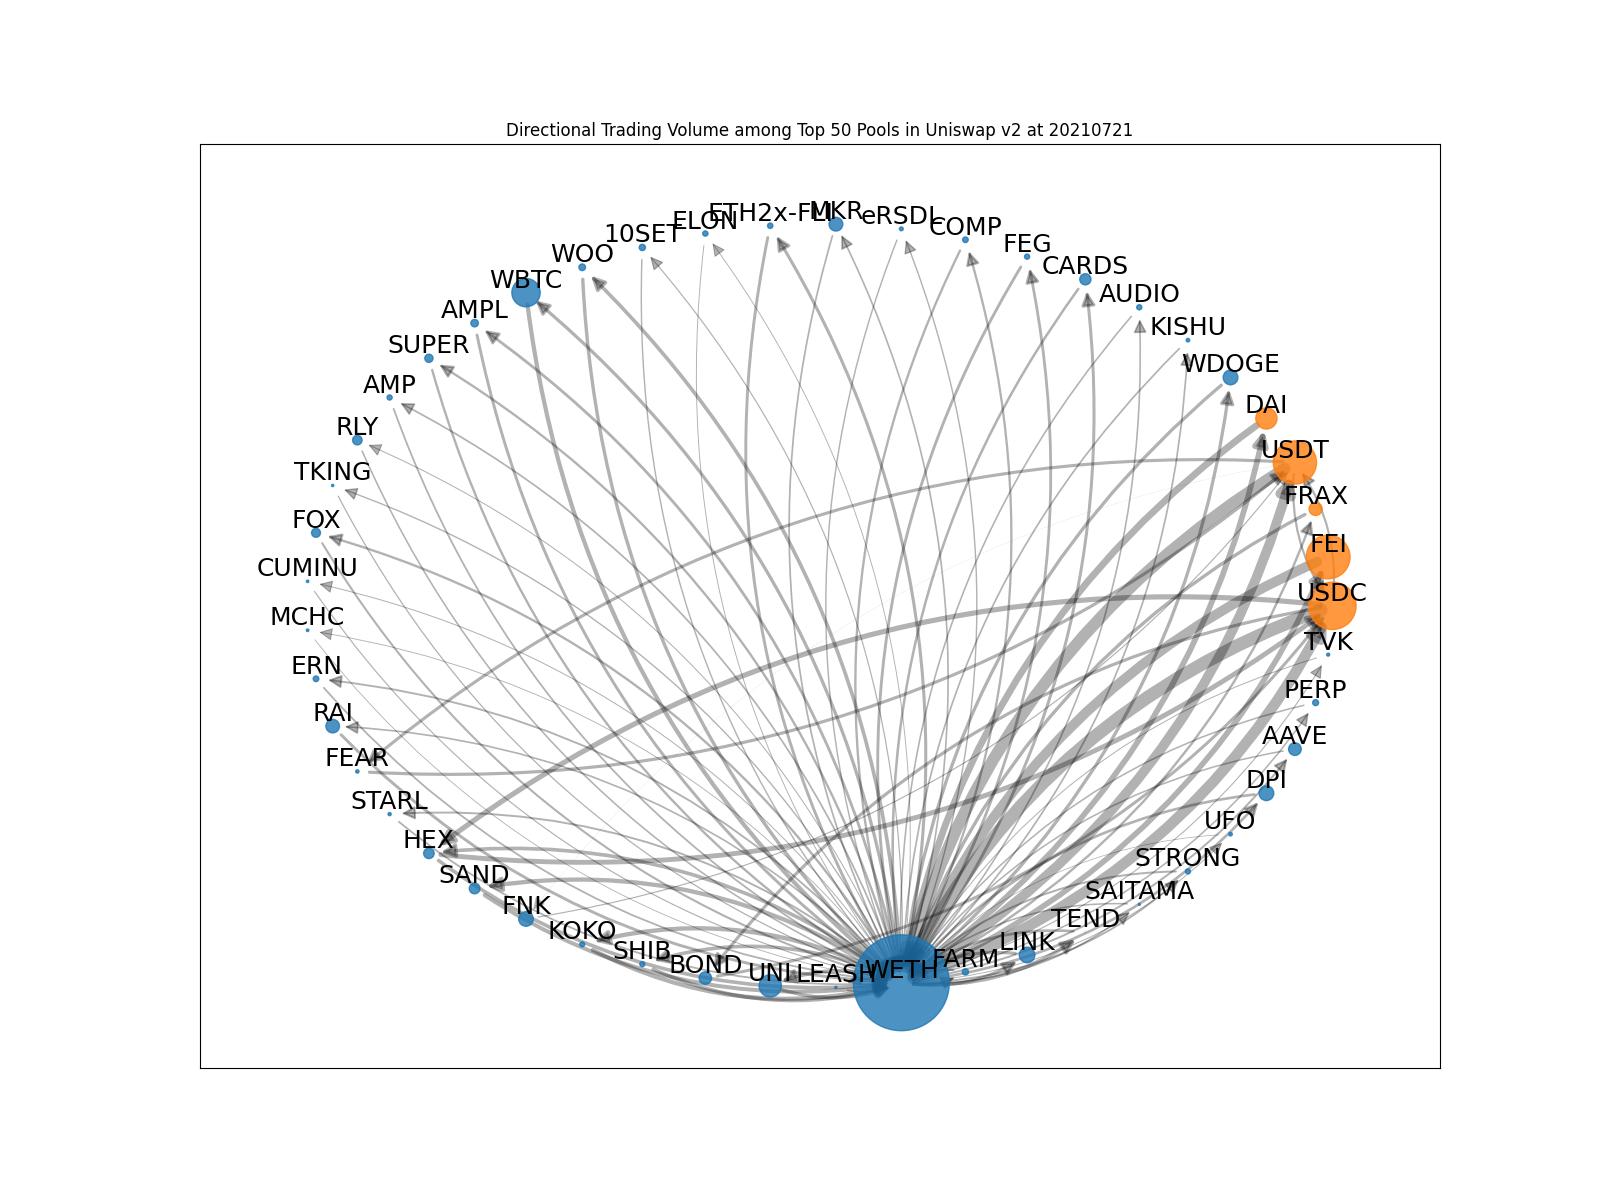 Directional Trading Volume among Top 50 Pools in Uniswap v2 at 20210721
ETH2x-FLI
MKR
eRSDL
ELON
COMP
10SET
FEG
WOO
CARDS
WBTC
AUDIO
AMPL
KISHU
SUPER
WDOGE
AMP
DAI
RLY
USDT
TKING
FRAX
FOX
FEI
CUMINU
USDC
MCHC
TVK
ERN
PERP
RAI
AAVE
FEAR
DPI
STARL
UFO
HEX
STRONG
SAND
SAITAMA
FNK
TEND
KOKO
LINK
SHIB
FARM
BOND
UNI
LEASH
WETH